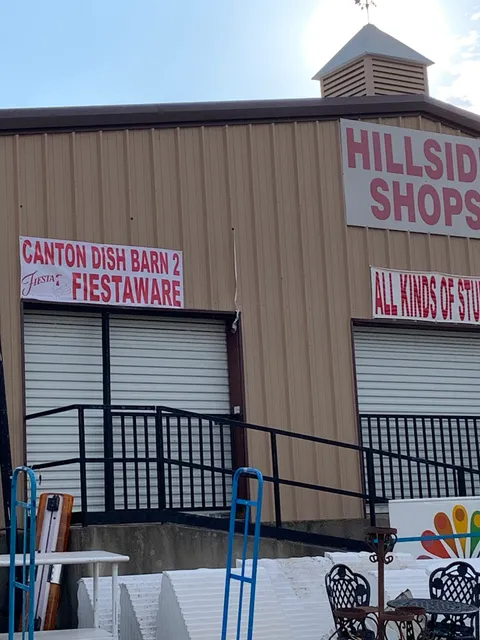 HILLSID
SHOPS
CANTON DISH BARN 2
FIESTA
FIESTAWARE
ALL KINDS OF STU